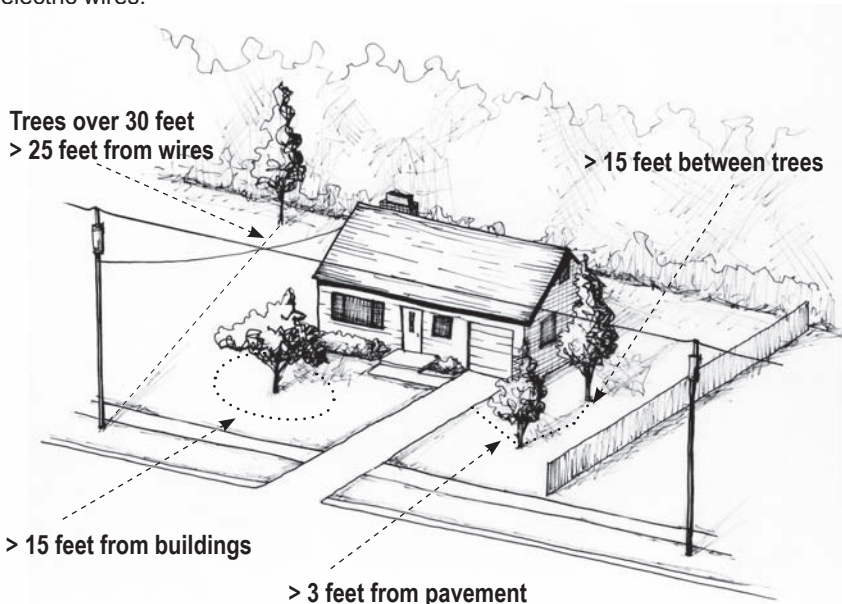 electric wires.
Trees over 30 feet
> 25 feet from wires
> 15 feet between trees
> 15 feet from buildings
> 3 feet from pavement